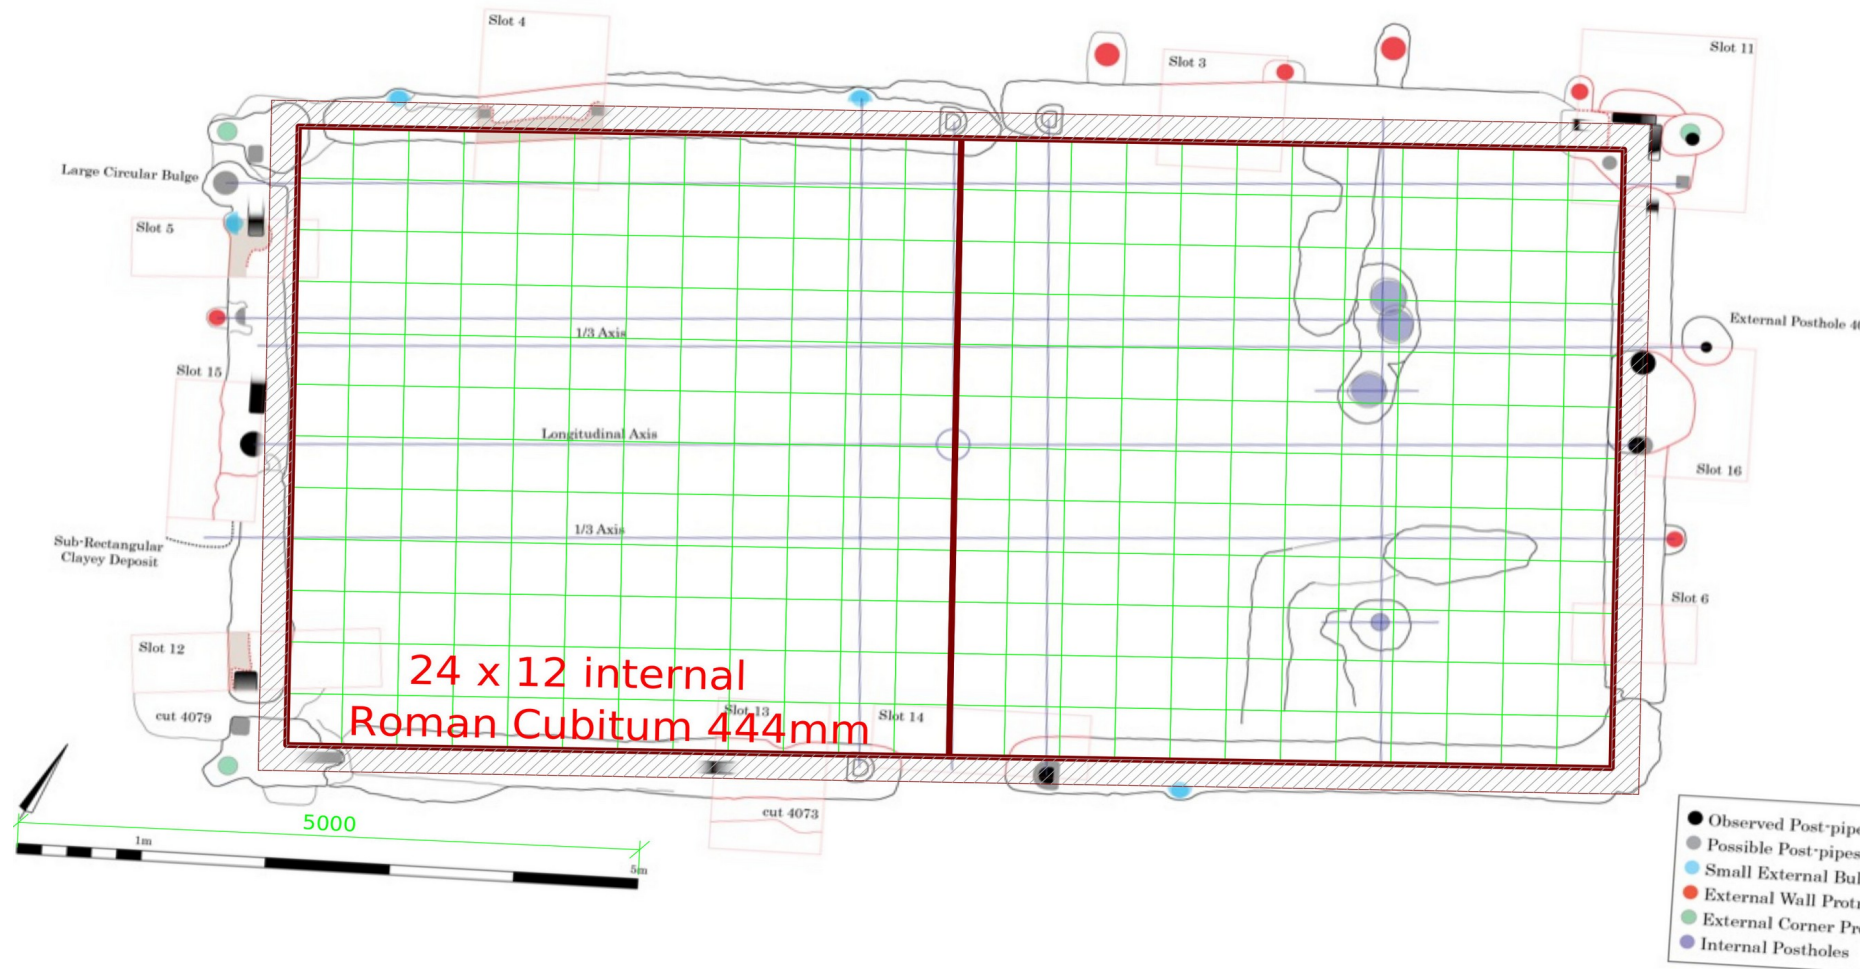 Slot 4
Slot 11
Slot 3
Large Circular Bulge
Slot 5
1/3 Axis
External Posthole
Slot 15
Longitudinal Axis
Slot 16
1/3 Axis
Sub-Rectangular
Clayey Deposit
Slot 6
Slot 12
24 x 12 internal
cut 4079
Slot 13
Slot 14
Roman Cubitum 444mm
D
D
D
cut 4073
5000
1m
5m
Observed Post-pipe
Possible Post-pipes
Small External Bul
External Wall Protr
External Corner Pr
Internal Postholes